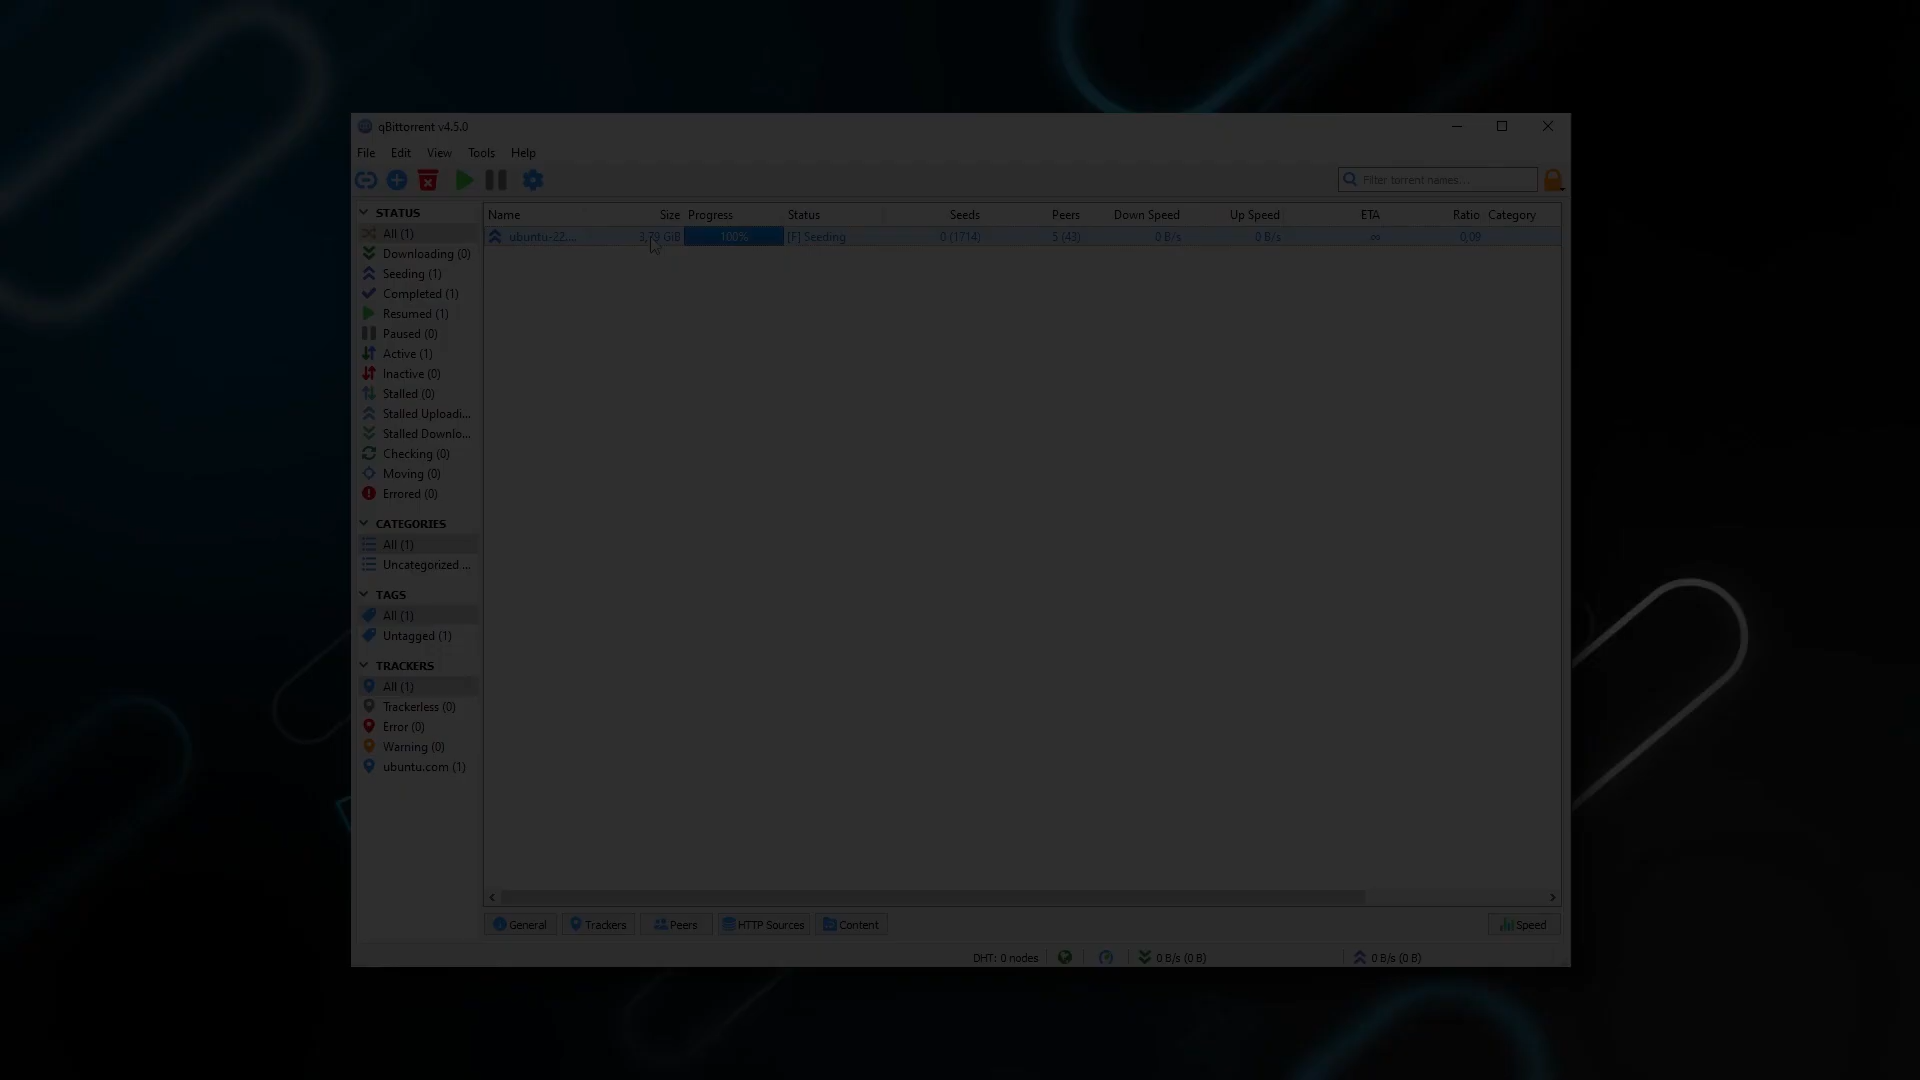 qBittorrent v4.5.0
File Edit View Tools Help
Filter torrent names...
STATUS
All (1)
Downloading (0)
Seeding (1)
Completed (1)
Resumed (1)
Paused (0)
Active (1)
Inactive (0)
Stalled (0)
Stalled Uploadi...
Stalled Downlo...
Checking (0)
Moving (0)
Errored (0)
CATEGORIES
All (1)
Uncategorized ...
TAGS
All (1)
Untagged (1)
TRACKERS
All (1)
Trackerless (0)
Error (0)
Warning (0)
ubuntu.com (1)
Name Size Progress Status Seeds Peers Down Speed Up Speed ETA Ratio Category
ubuntu-22.... 3,79 GiB 100% [F] Seeding 0 (1714) 5 (43) 0 B/s 0 B/s ∞ 0,09
General Trackers Peers HTTP Sources Content Speed
DHT: 0 nodes 0 B/s (0 B) 0 B/s (0 B)